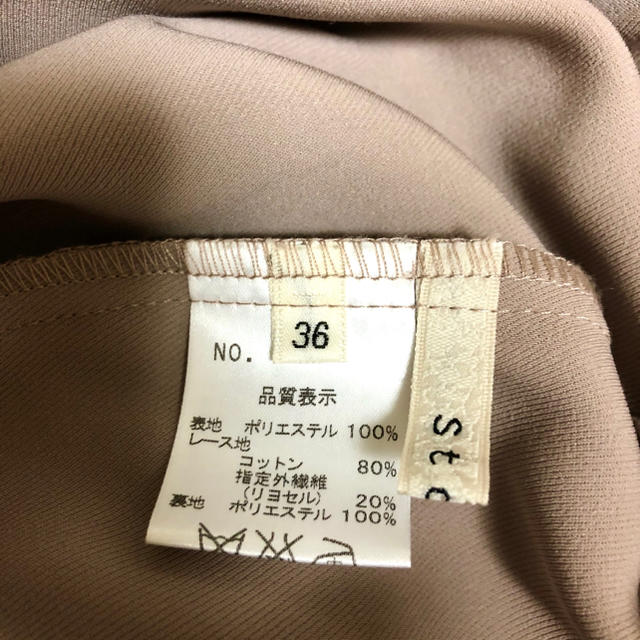 36
NO.
品質表示
表地 ポリエステル 100%
レース地
コットン 80%
指定外繊維
(リヨセル) 20%
裏地 ポリエステル 100%
St